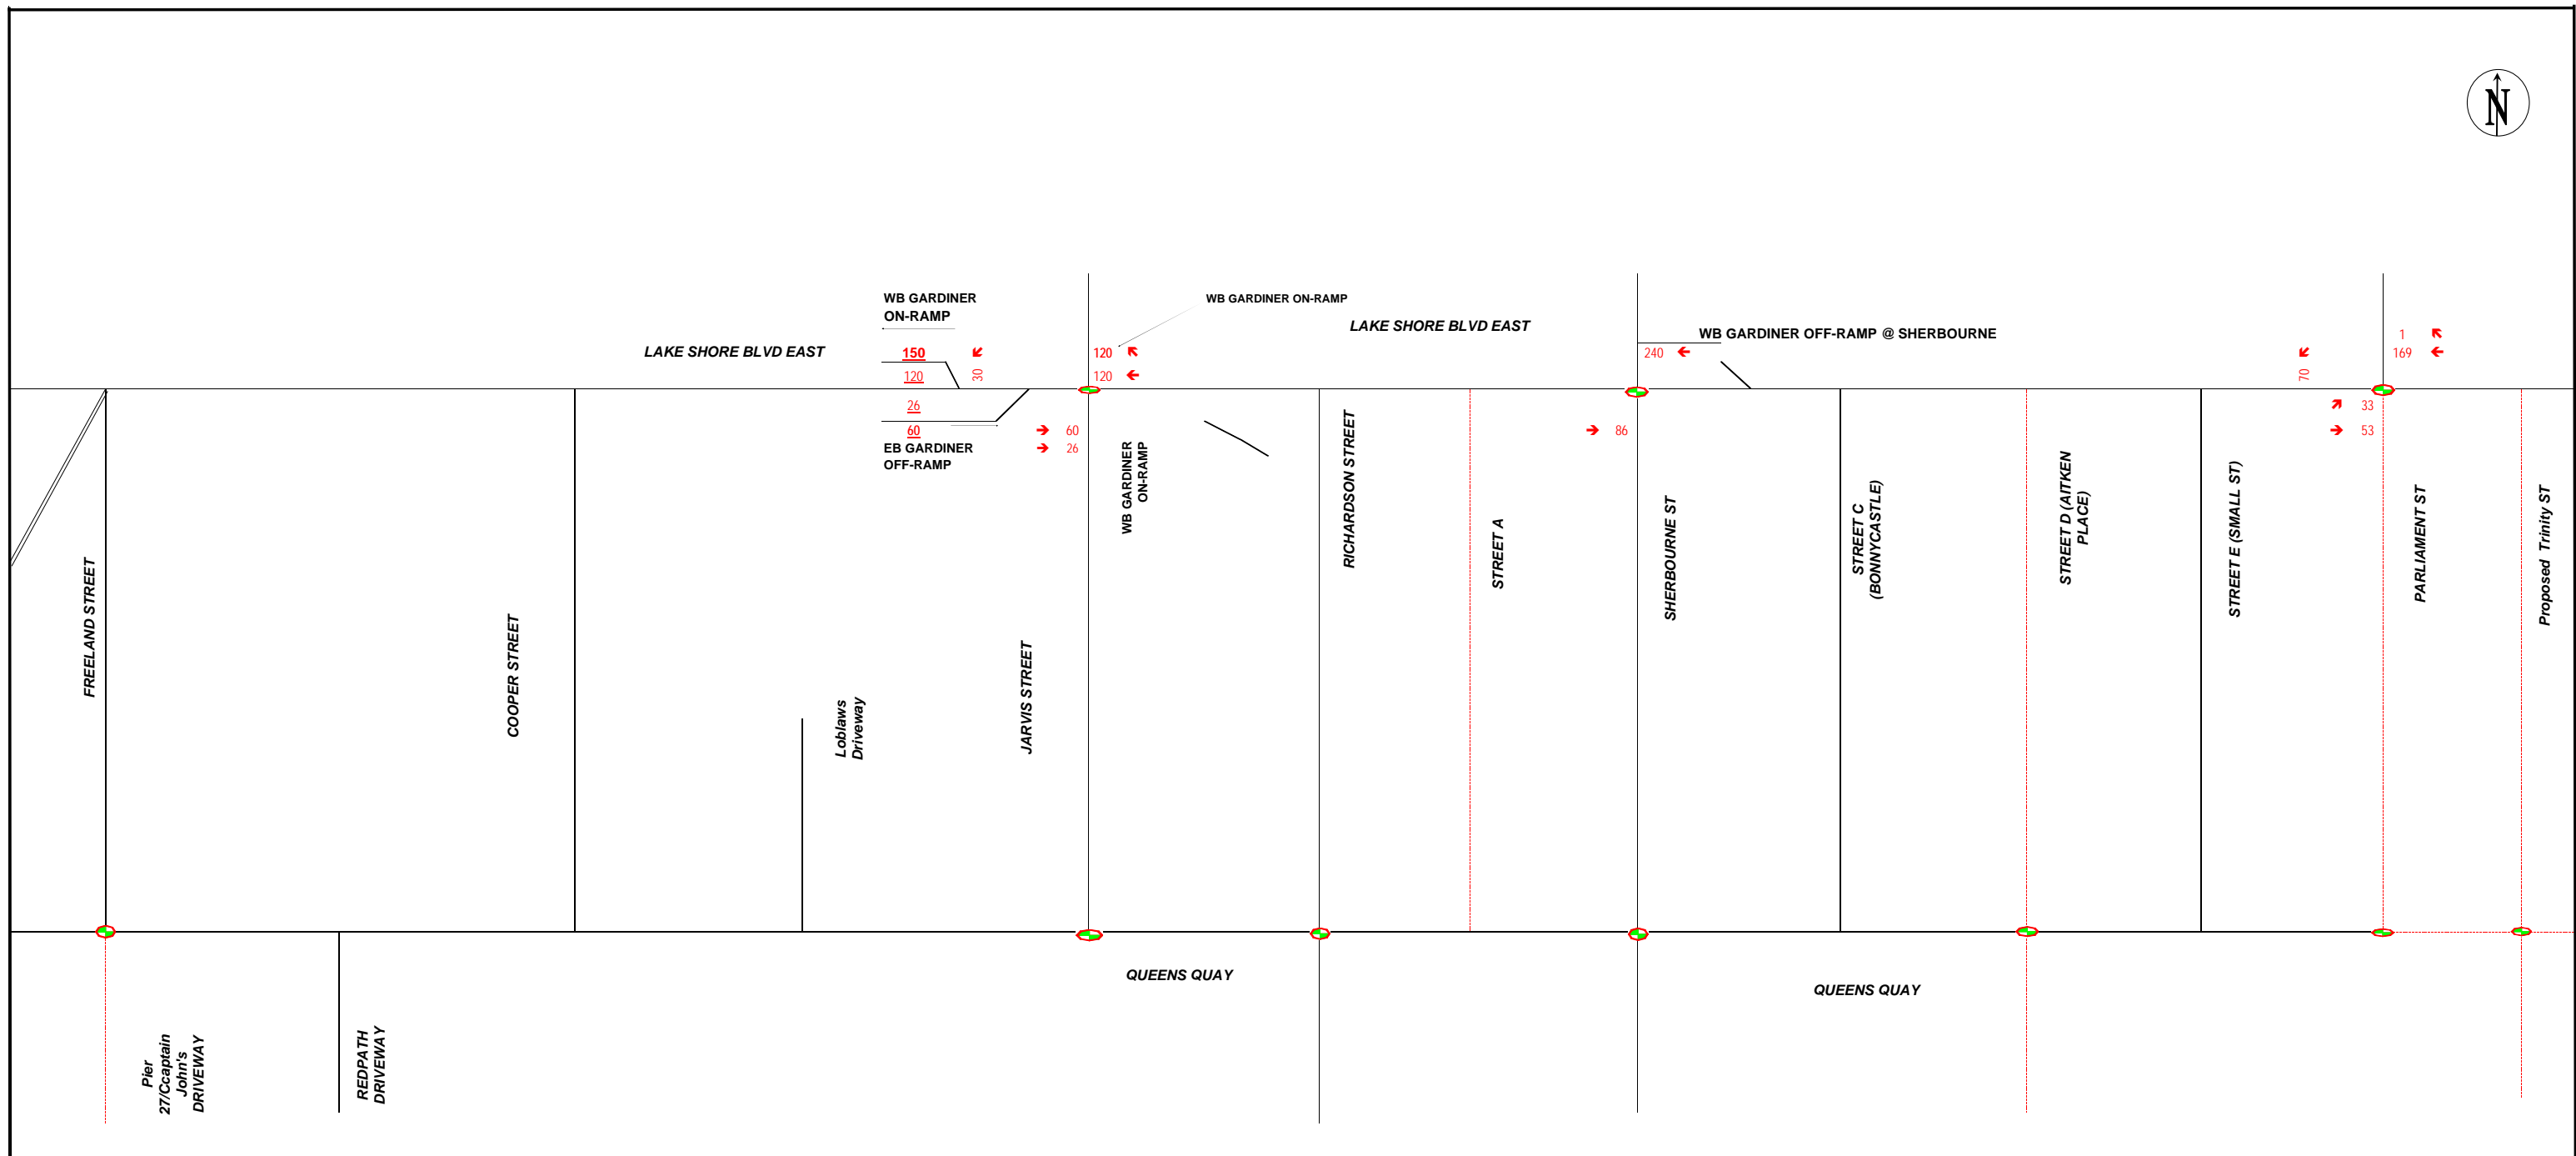 N
WB GARDINER
ON-RAMP
WB GARDINER ON-RAMP
LAKE SHORE BLVD EAST
WB GARDINER OFF-RAMP @ SHERBOURNE
1
LAKE SHORE BLVD EAST
150
120
240
169
120
30
120
70
26
33
60
60
86
53
EB GARDINER
OFF-RAMP
26
WB GARDINER
ON-RAMP
RICHARDSON STREET
STREET A
SHERBOURNE ST
STREET C
(BONNYCASTLE)
STREET D (AITKEN
PLACE)
STREET E (SMALL ST)
PARLIAMENT ST
Proposed Trinity ST
FREELAND STREET
COOPER STREET
Loblaws
Driveway
JARVIS STREET
QUEENS QUAY
QUEENS QUAY
Pier
27/Ccaptain
John's
DRIVEWAY
REDPATH
DRIVEWAY